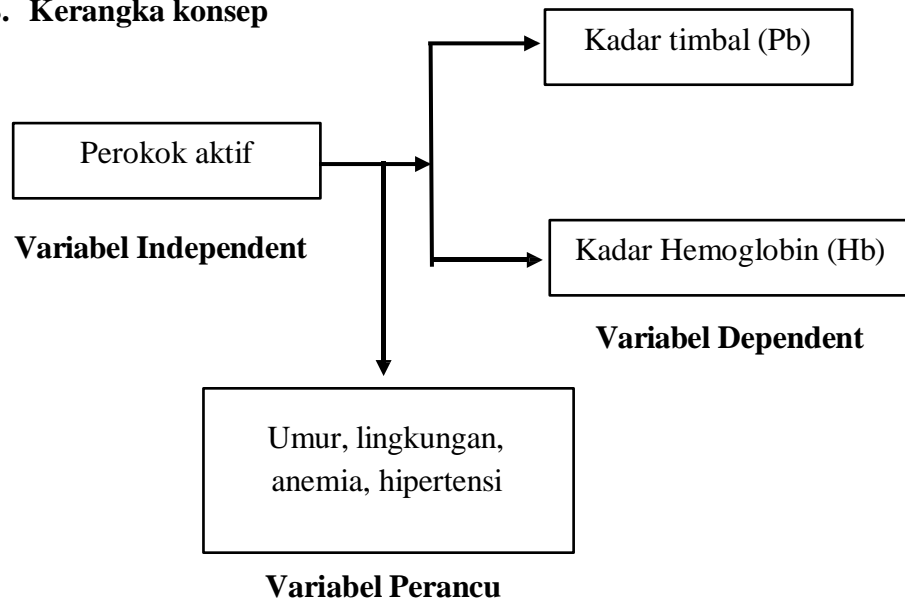 Kerangka konsep
Kadar timbal (Pb)
Perokok aktif
Variabel Independent
Kadar Hemoglobin (Hb)
Variabel Dependent
Umur, lingkungan,
anemia, hipertensi
Variabel Perancu